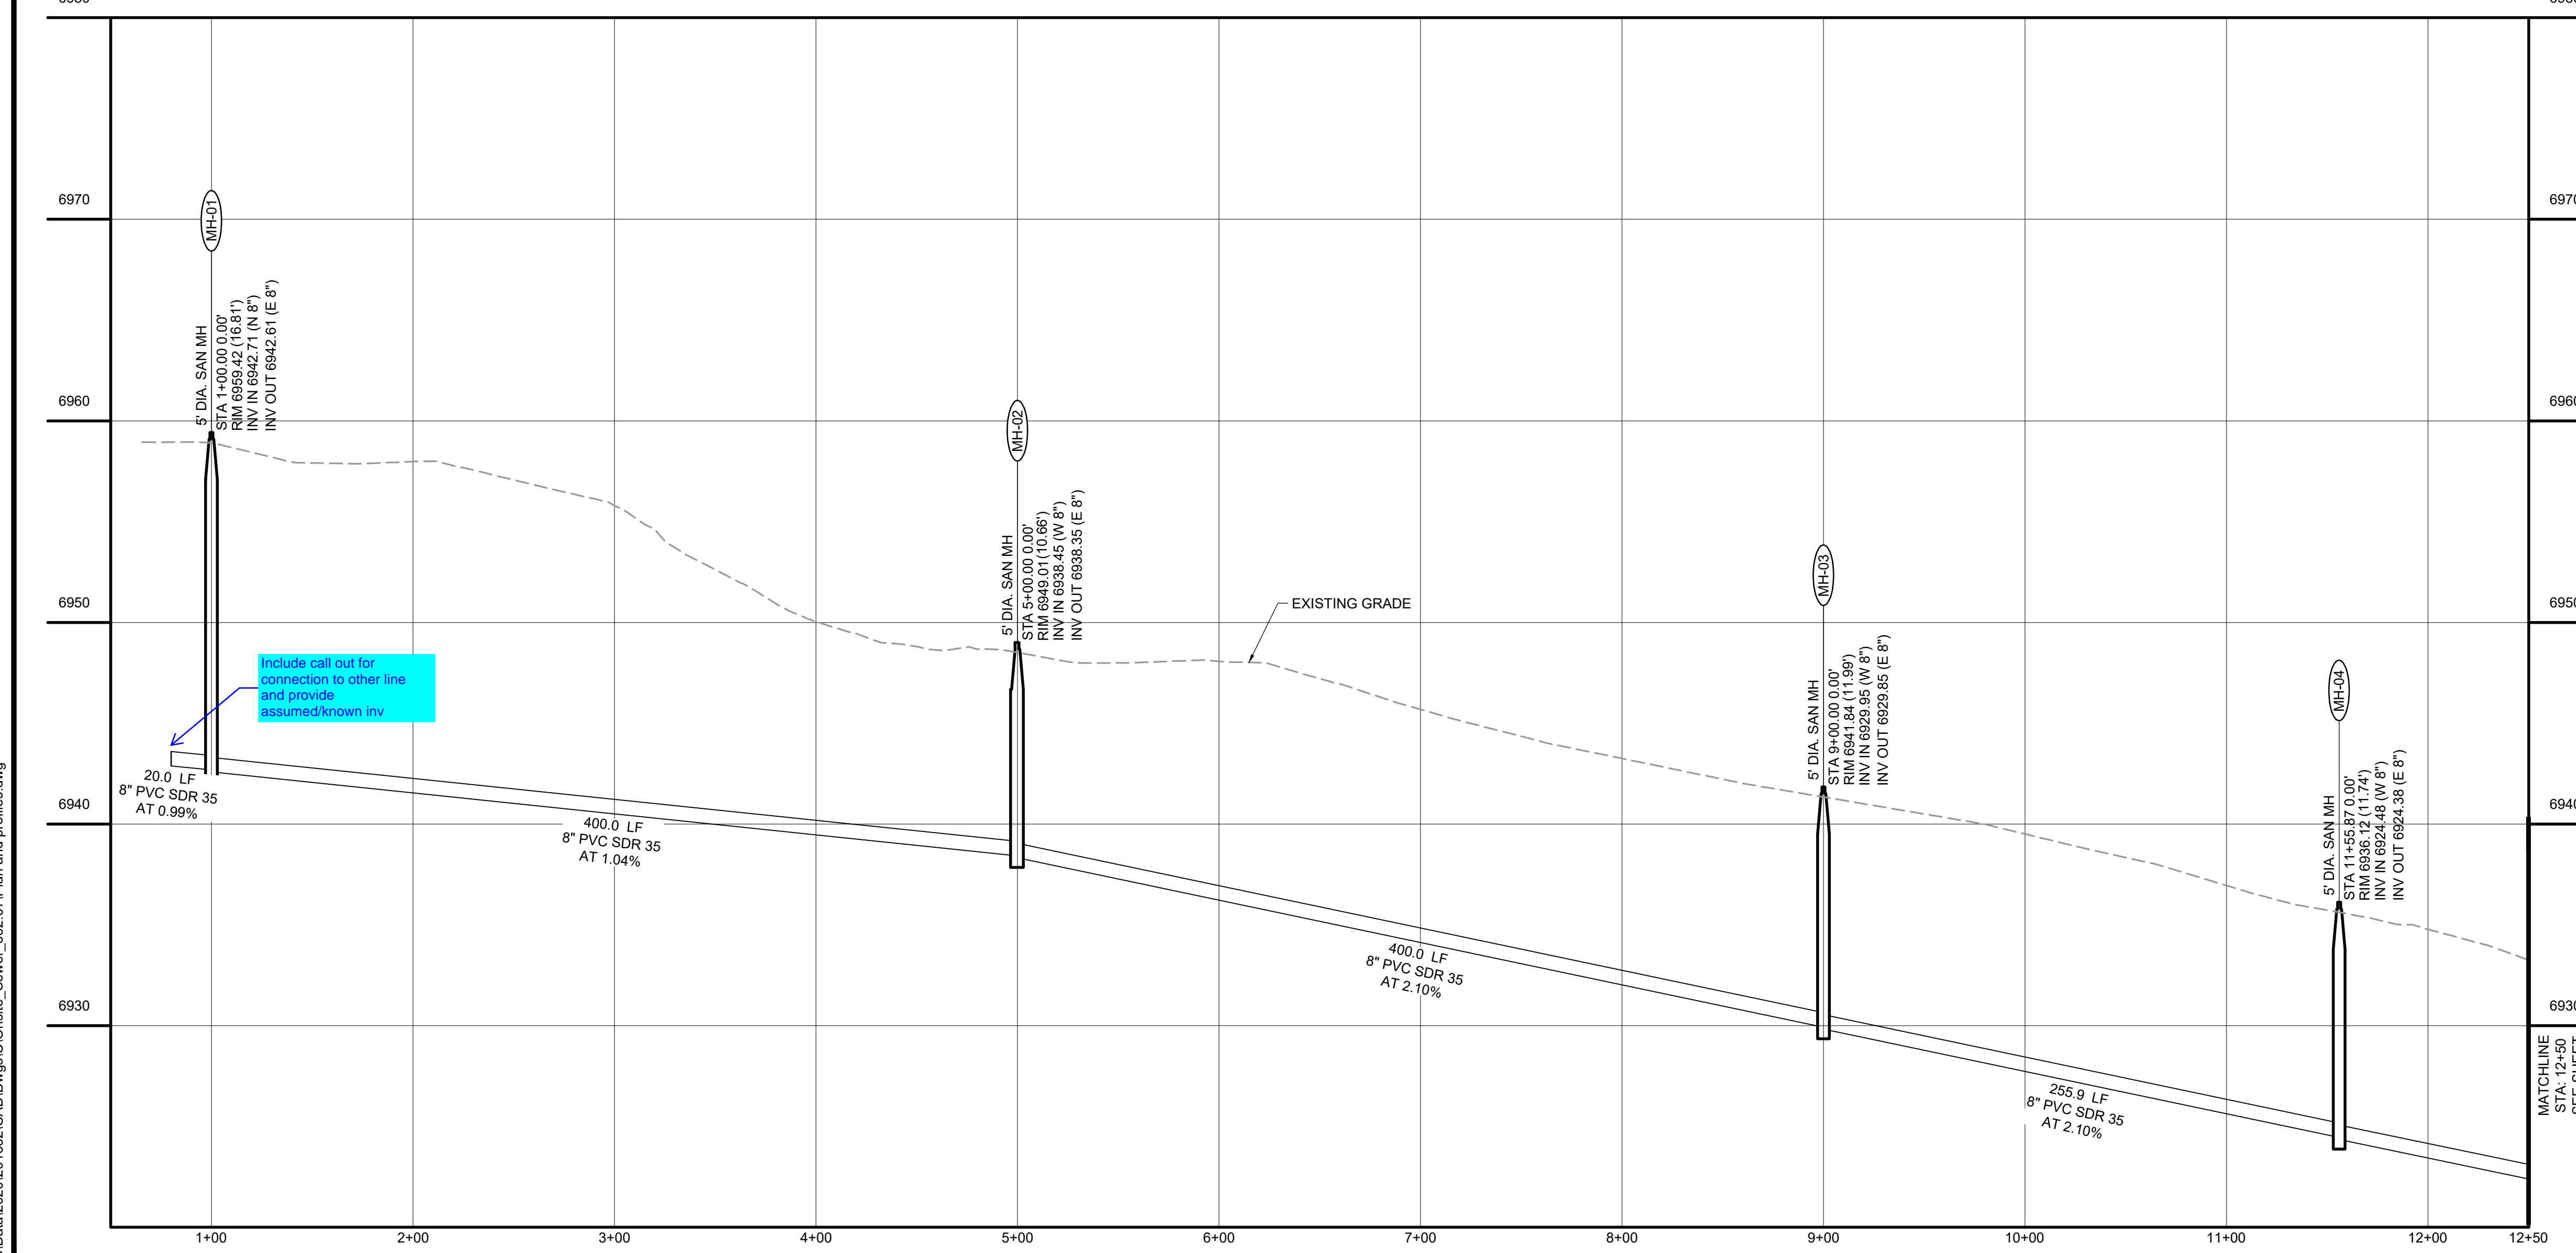 6970
6970
MH-01
5' DIA. SAN MH
STA 1+00.00 0.00'
RIM 6959.42 (16.81')
INV IN 6942.71 (N 8")
INV OUT 6942.61 (E 8")
6960
6960
MH-02
5' DIA. SAN MH
STA 5+00.00 0.00'
RIM 6949.01 (10.66')
INV IN 6938.45 (W 8")
INV OUT 6938.35 (E 8")
MH-03
5' DIA. SAN MH
STA 9+00.00 0.00'
RIM 6941.84 (11.99')
INV IN 6929.95 (W 8")
INV OUT 6929.85 (E 8")
6950
6950
EXISTING GRADE
Include call out for
connection to other line
and provide
assumed/known inv
MH-04
5' DIA. SAN MH
STA 11+55.87 0.00'
RIM 6936.12 (11.74')
INV IN 6924.48 (W 8")
INV OUT 6924.38 (E 8")
20.0 LF
8" PVC SDR 35
AT 0.99%
6940
6940
400.0 LF
8" PVC SDR 35
AT 1.04%
400.0 LF
8" PVC SDR 35
AT 2.10%
6930
6930
255.9 LF
8" PVC SDR 35
AT 2.10%
MATCHLINE
STA: 12+50
SEE SHEET
1+00
2+00
3+00
4+00
5+00
6+00
7+00
8+00
9+00
10+00
11+00
12+00
12+50